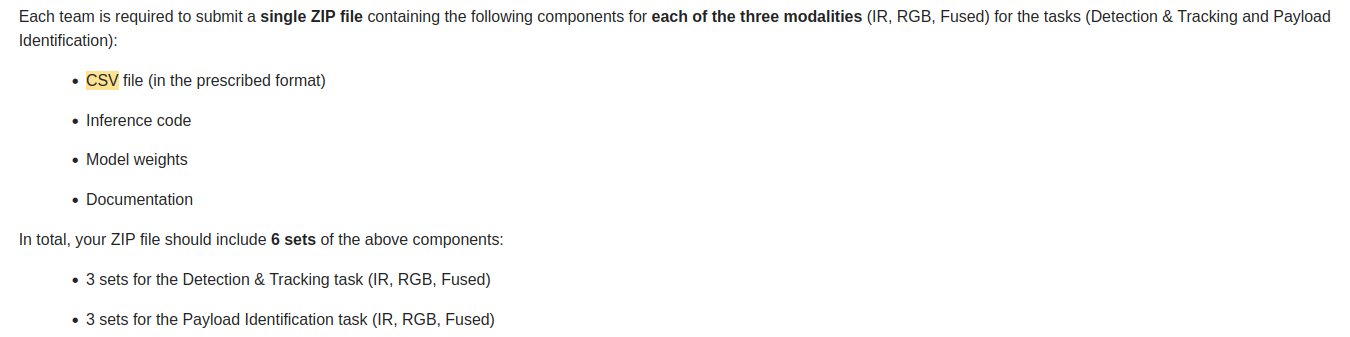 Each team is required to submit a single ZIP file containing the following components for each of the three modalities (IR, RGB, Fused) for the tasks (Detection & Tracking and Payload
Identification):
• CSV file (in the prescribed format)
• Inference code
• Model weights
• Documentation
In total, your ZIP file should include 6 sets of the above components:
• 3 sets for the Detection & Tracking task (IR, RGB, Fused)
• 3 sets for the Payload Identification task (IR, RGB, Fused)